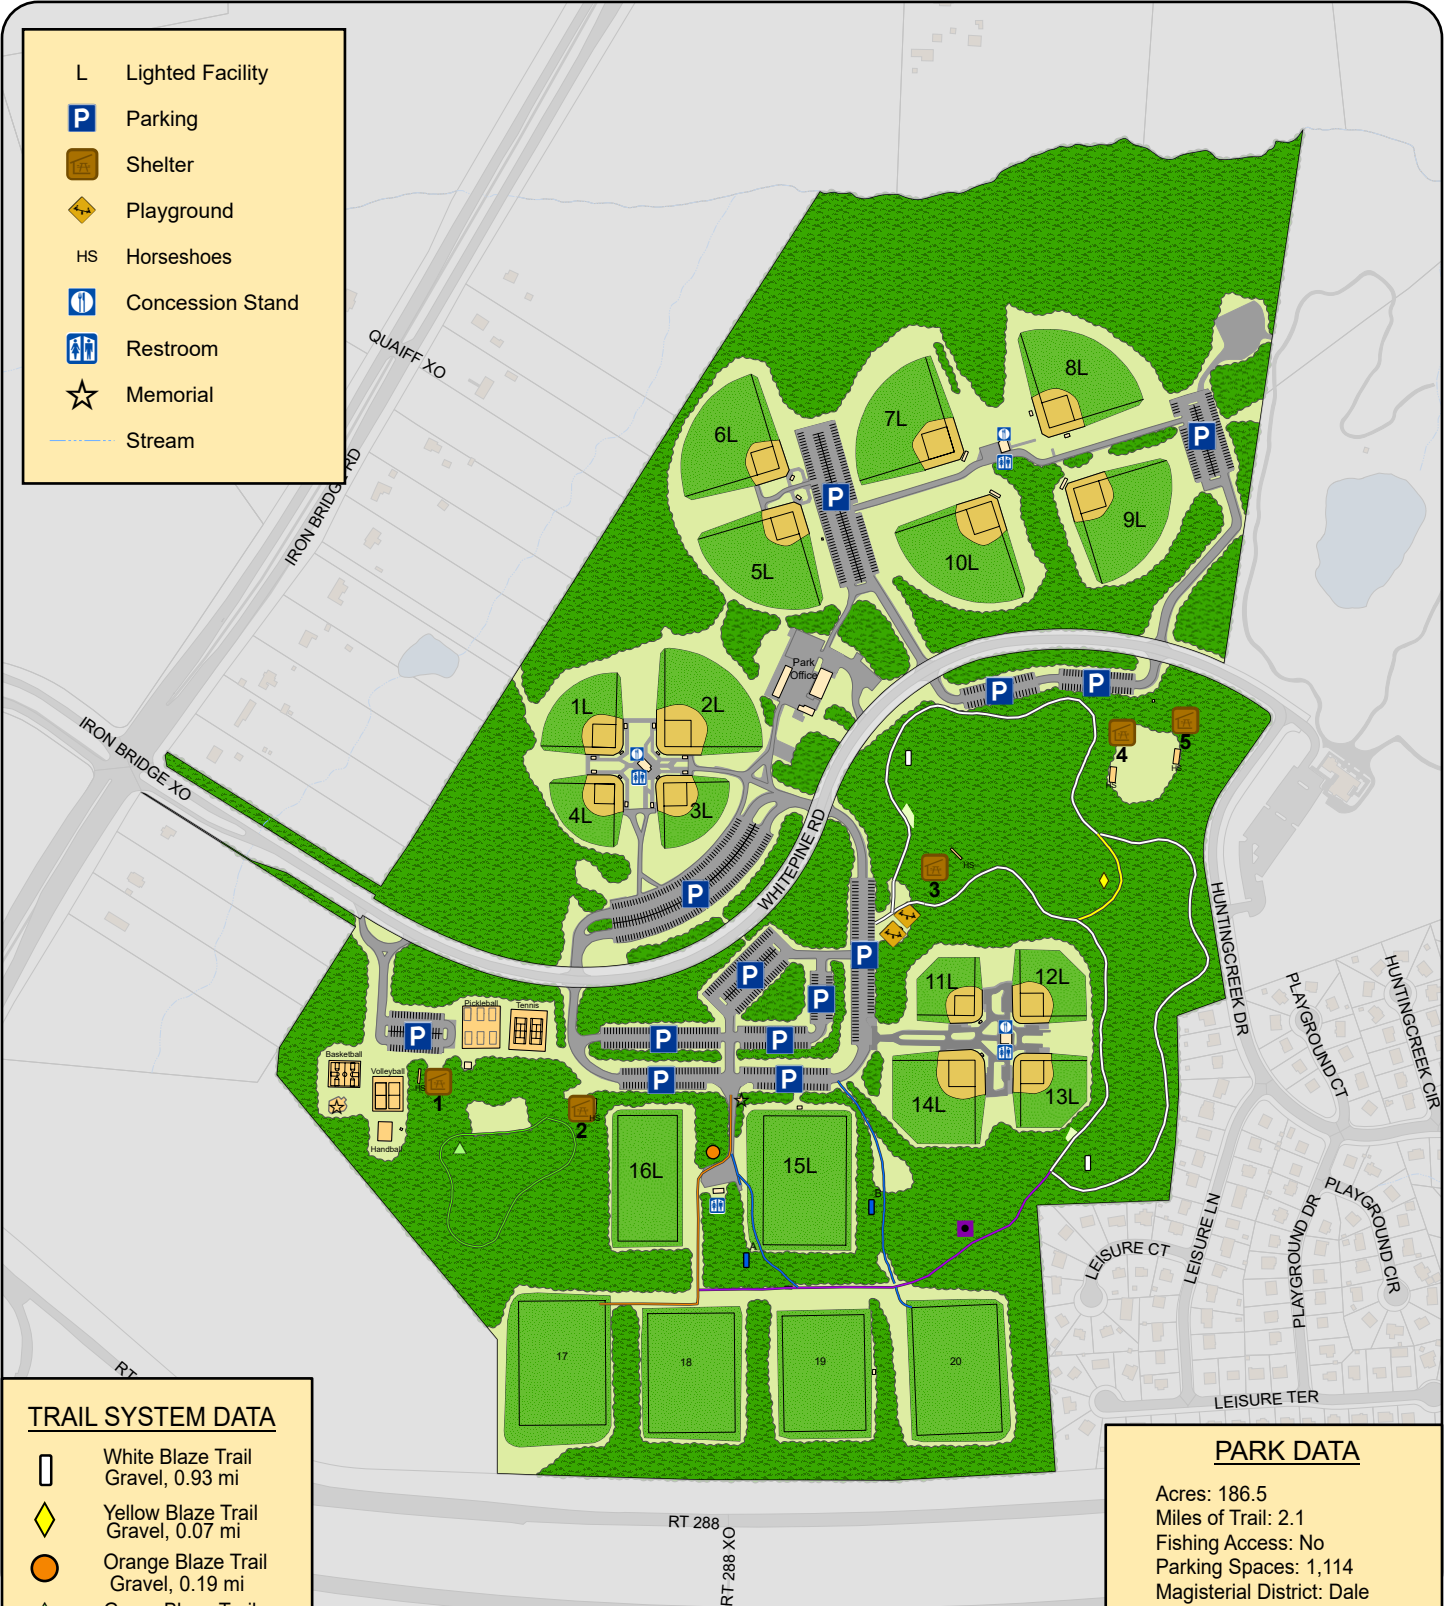 L Lighted Facility
P Parking
Shelter
Playground
HS Horseshoes
Concession Stand
Restroom
Memorial
Stream
QUAIFF XO
IRON BRIDGE RD
IRON BRIDGE XO
8L
7L
6L
P
P
9L
10L
5L
Park
Office
P
P
1L
2L
4
5
HS
HS
4L
3L
WHITEPINE RD
3
HS
P
HUNTINGCREEK DR
P
P
P
11L
12L
PLAYGROUND CT
HUNTINGCREEK CIR
Pickleball
Tennis
P
P
P
Basketball
Volleyball
HS
1
P
P
2
HS
14L
13L
Handball
16L
15L
B
A
PLAYGROUND CIR
LEISURE CT
LEISURE LN
PLAYGROUND DR
17
18
19
20
RT
LEISURE TER
TRAIL SYSTEM DATA
White Blaze Trail
Gravel, 0.93 mi
Yellow Blaze Trail
Gravel, 0.07 mi
Orange Blaze Trail
Gravel, 0.19 mi
RT 288
RT 288 XO
PARK DATA
Acres: 186.5
Miles of Trail: 2.1
Fishing Access: No
Parking Spaces: 1,114
Magisterial District: Dale